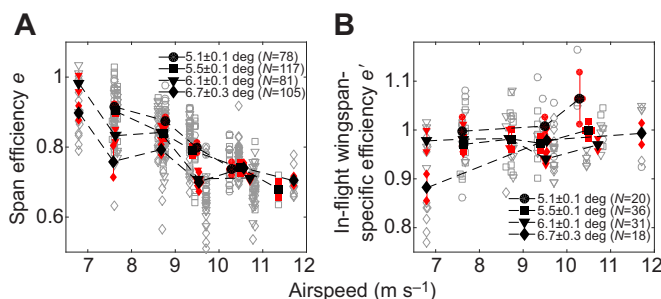 A
Span efficiency e
1
0.8
0.6
7 8 9 10 11 12
5.1±0.1 deg (N=78)
5.5±0.1 deg (N=117)
6.1±0.1 deg (N=81)
6.7±0.3 deg (N=105)
B
In-flight wingspan-
specific efficiency e′
1.1
1
0.9
0.8
7 8 9 10 11 12
5.1±0.1 deg (N=20)
5.5±0.1 deg (N=36)
6.1±0.1 deg (N=31)
6.7±0.3 deg (N=18)
Airspeed (m s–1)